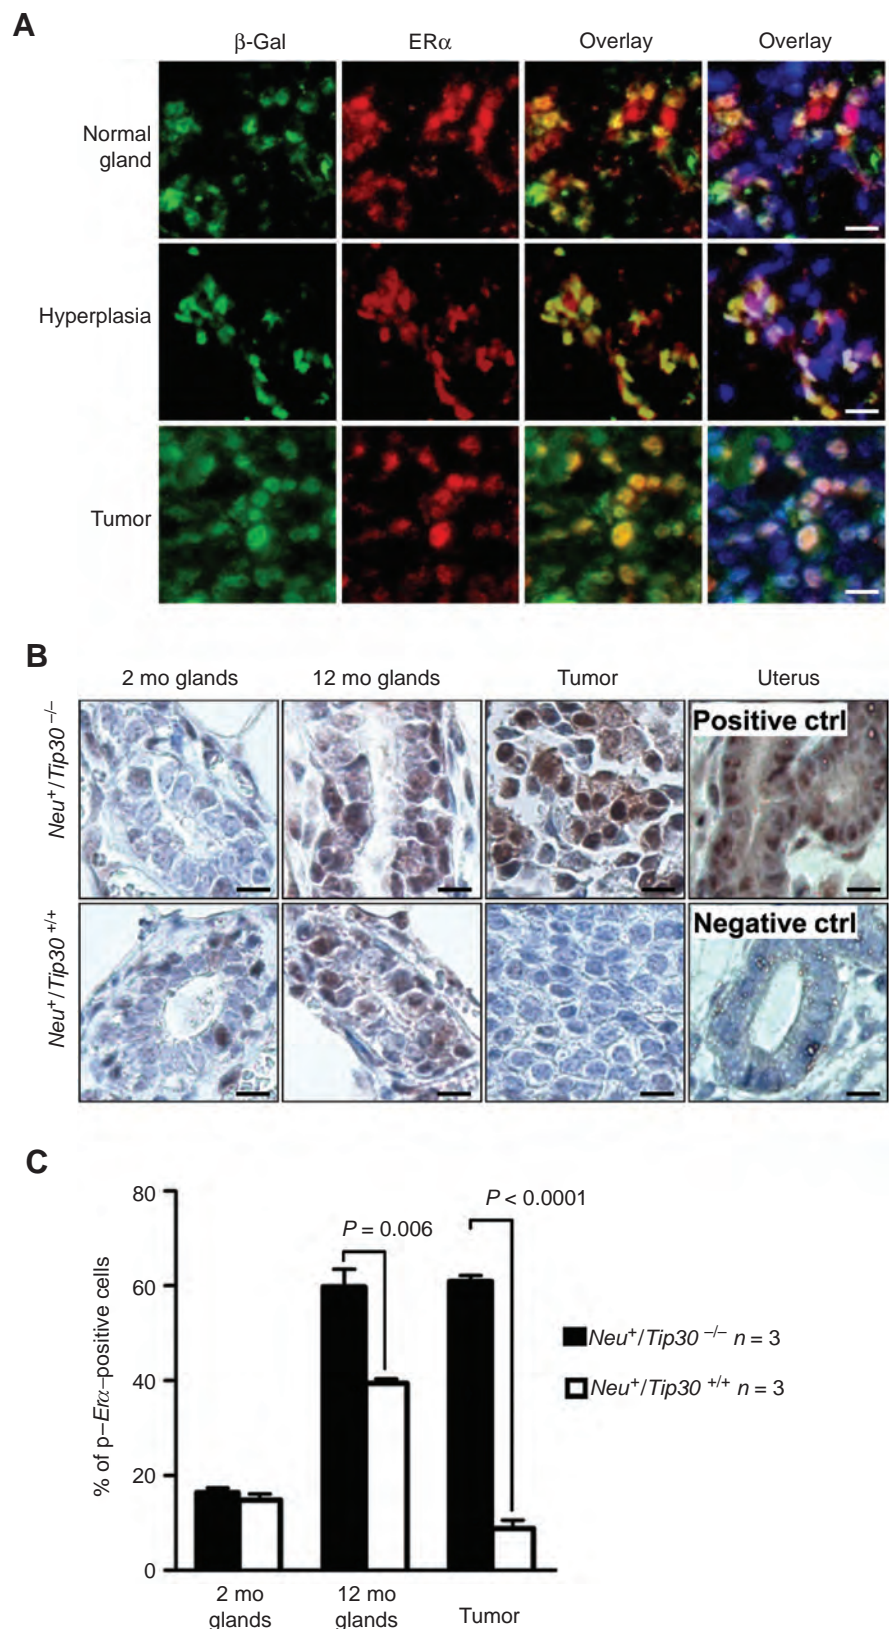 A
β-Gal ERα Overlay Overlay
Normal
gland
Hyperplasia
Tumor
B
2 mo glands 12 mo glands Tumor Uterus
Neu⁺/Tip30 ⁻/⁻
Positive ctrl
Neu⁺/Tip30 ⁺/⁺
Negative ctrl
C
% of p–Erα–positive cells
80
60
40
20
0
P = 0.006
P < 0.0001
Neu⁺/Tip30 ⁻/⁻ n = 3
Neu⁺/Tip30 ⁺/⁺ n = 3
2 mo
glands
12 mo
glands
Tumor